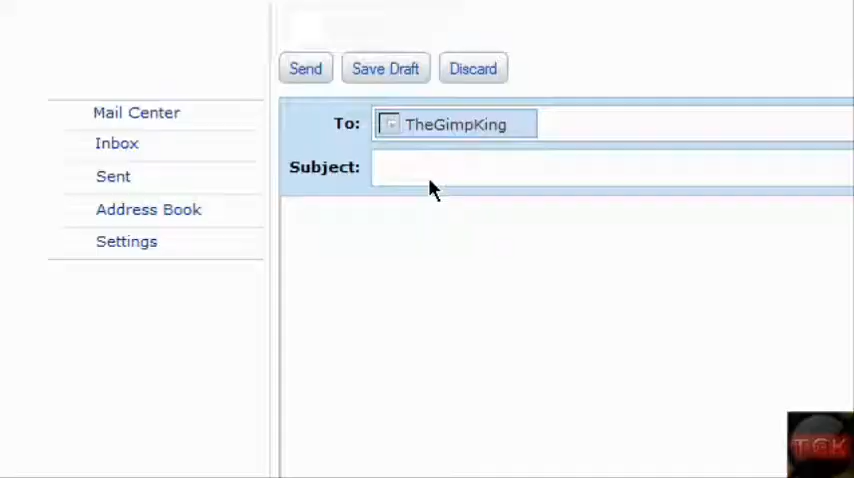 Send Save Draft Discard
Mail Center
Inbox
Sent
Address Book
Settings
To: TheGimpKing
Subject:
TGK